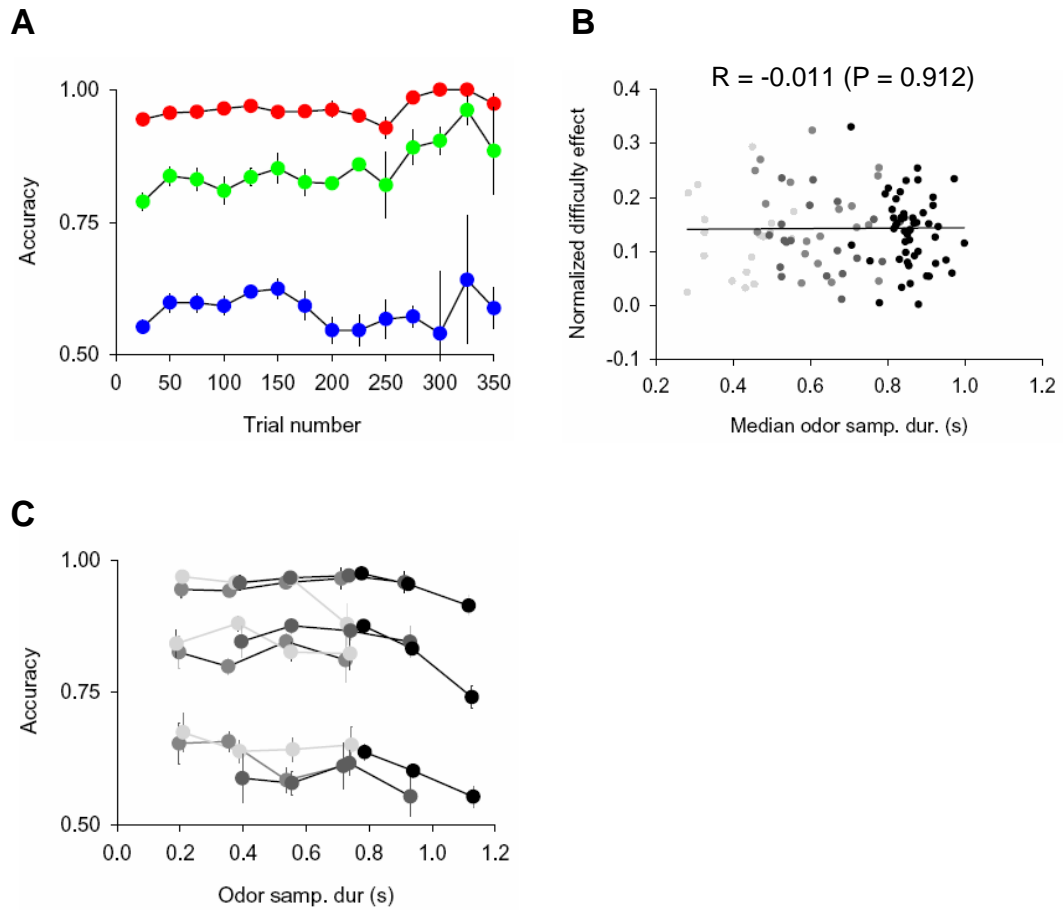 A
1.00
0.75
0.50
Accuracy
0 50 100 150 200 250 300 350
Trial number
B
R = -0.011 (P = 0.912)
0.4
0.3
0.2
0.1
0.0
-0.1
Normalized difficulty effect
0.2 0.4 0.6 0.8 1.0 1.2
Median odor samp. dur. (s)
C
1.00
0.75
0.50
Accuracy
0.0 0.2 0.4 0.6 0.8 1.0 1.2
Odor samp. dur (s)